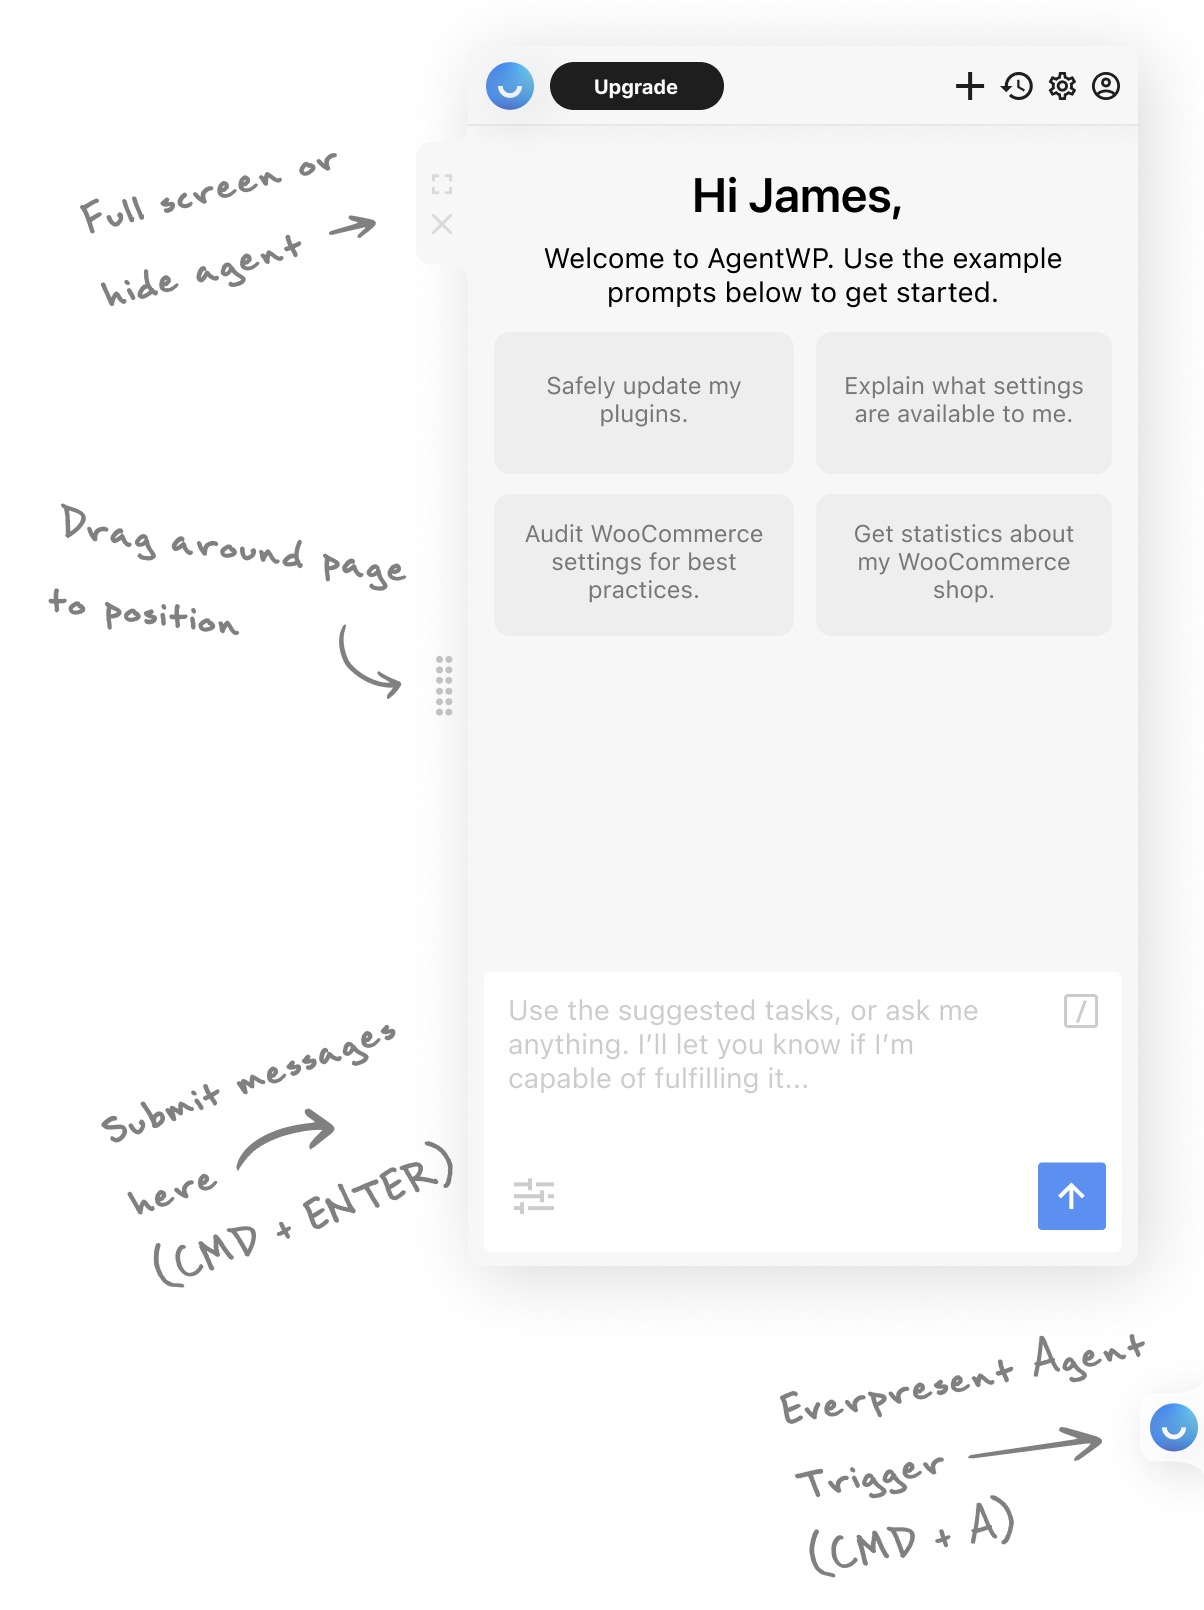 Upgrade
Full screen or
hide agent
Hi James,
Welcome to AgentWP. Use the example
prompts below to get started.
Safely update my
plugins.
Explain what settings
are available to me.
Audit WooCommerce
settings for best
practices.
Get statistics about
my WooCommerce
shop.
Drag around page
to position
Use the suggested tasks, or ask me
anything. I’ll let you know if I’m
capable of fulfilling it...
/
Submit messages
here
(CMD + ENTER)
Everpresent Agent
Trigger
(CMD + A)